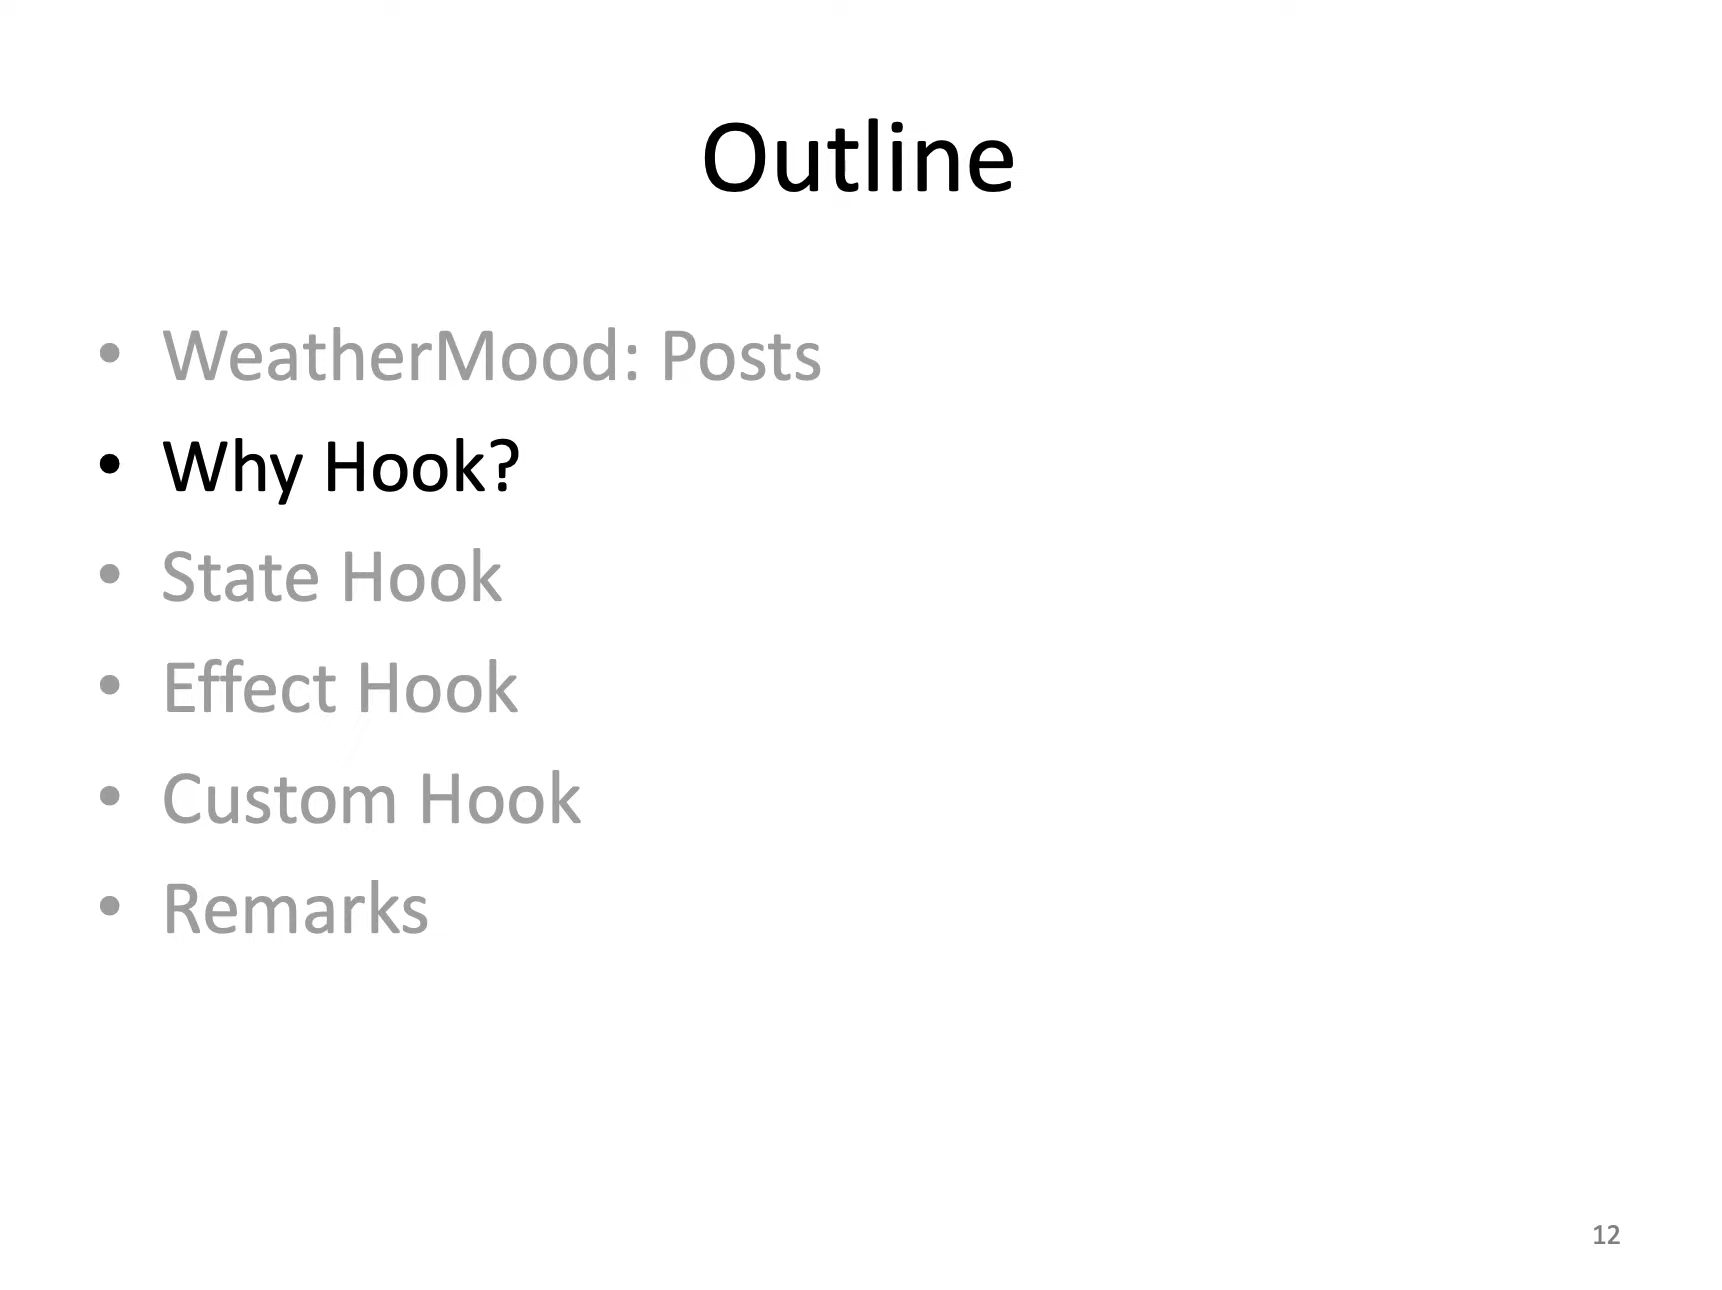 Outline
• WeatherMood: Posts
• Why Hook?
• State Hook
• Effect Hook
• Custom Hook
• Remarks
12